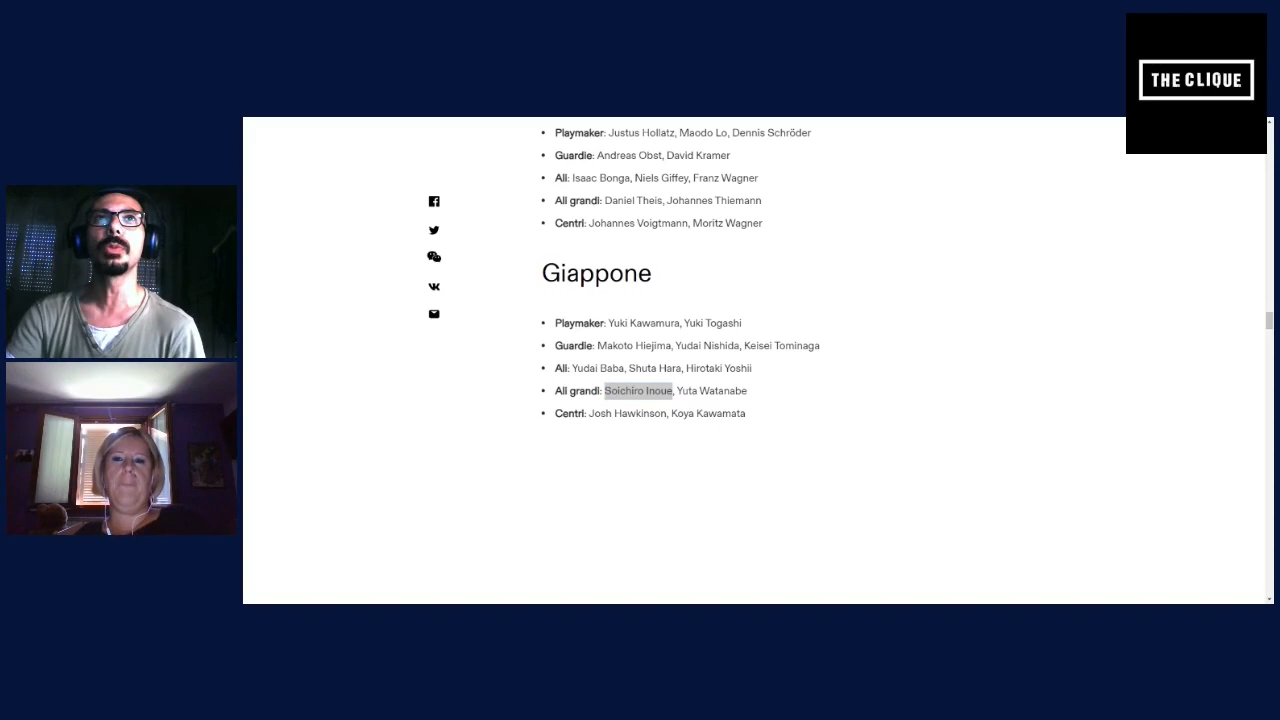 THE CLIQUE
Playmaker: Justus Hollatz, Maodo Lo, Dennis Schröder
Guardie: Andreas Obst, David Kramer
Ali: Isaac Bonga, Niels Giffey, Franz Wagner
Ali grandi: Daniel Theis, Johannes Thiemann
Centri: Johannes Voigtmann, Moritz Wagner
Giappone
Playmaker: Yuki Kawamura, Yuki Togashi
Guardie: Makoto Hiejima, Yudai Nishida, Keisei Tominaga
Ali: Yudai Baba, Shuta Hara, Hirotaki Yoshii
Ali grandi: Soichiro Inoue, Yuta Watanabe
Centri: Josh Hawkinson, Koya Kawamata